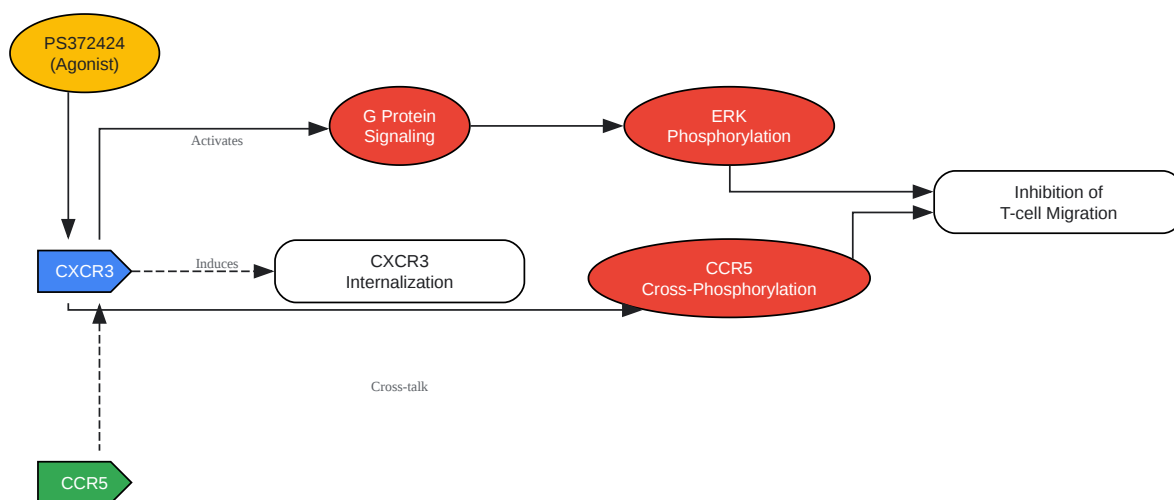 PS372424
(Agonist)
G Protein
Signaling
ERK
Phosphorylation
Activates
Inhibition of
T-cell Migration
CXCR3
Induces
CXCR3
Internalization
CCR5
Cross-Phosphorylation
Cross-talk
CCR5